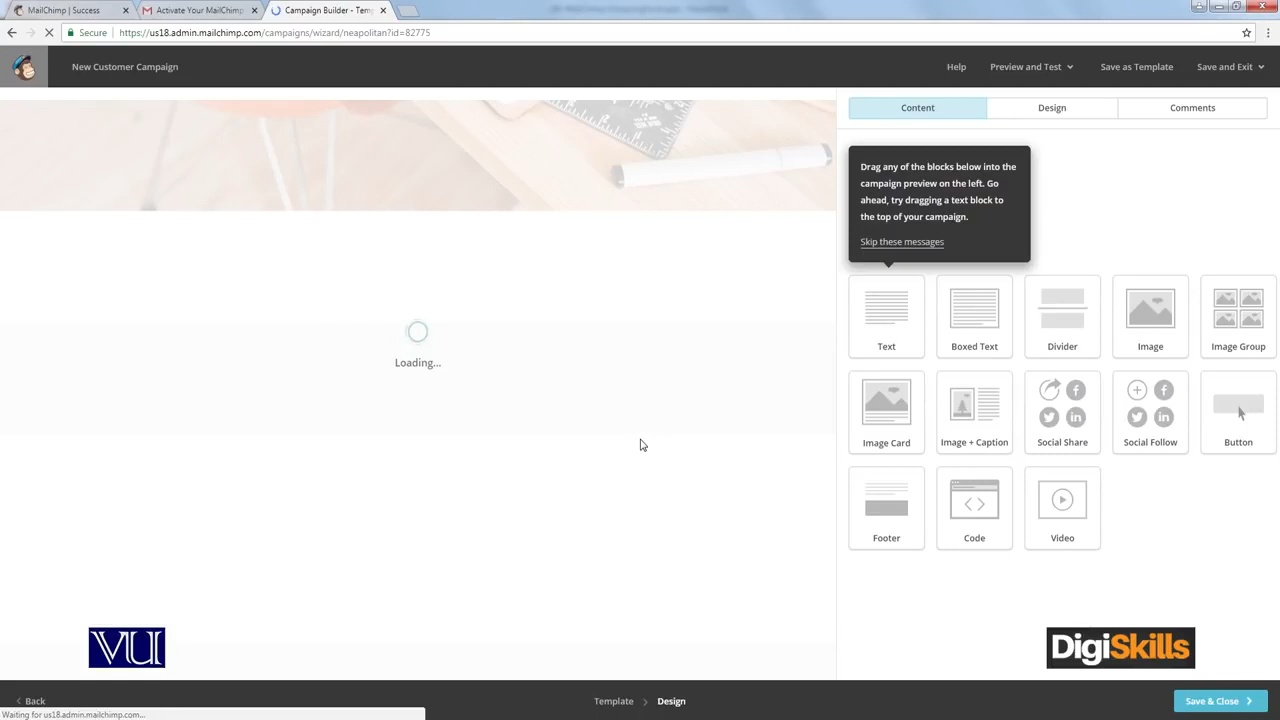 MailChimp | Success
Activate Your MailChimp
Campaign Builder - Temp
Secure
https://us18.admin.mailchimp.com/campaigns/wizard/neapolitan?id=82775
New Customer Campaign
Help
Preview and Test
Save as Template
Save and Exit
Content
Design
Comments
Drag any of the blocks below into the
campaign preview on the left. Go
ahead, try dragging a text block to
the top of your campaign.
Skip these messages
Loading...
Text
Boxed Text
Divider
Image
Image Group
Image Card
Image + Caption
Social Share
Social Follow
Button
Footer
Code
Video
VU
DigiSkills
Back
Template
Design
Save & Close
Waiting for us18.admin.mailchimp.com...